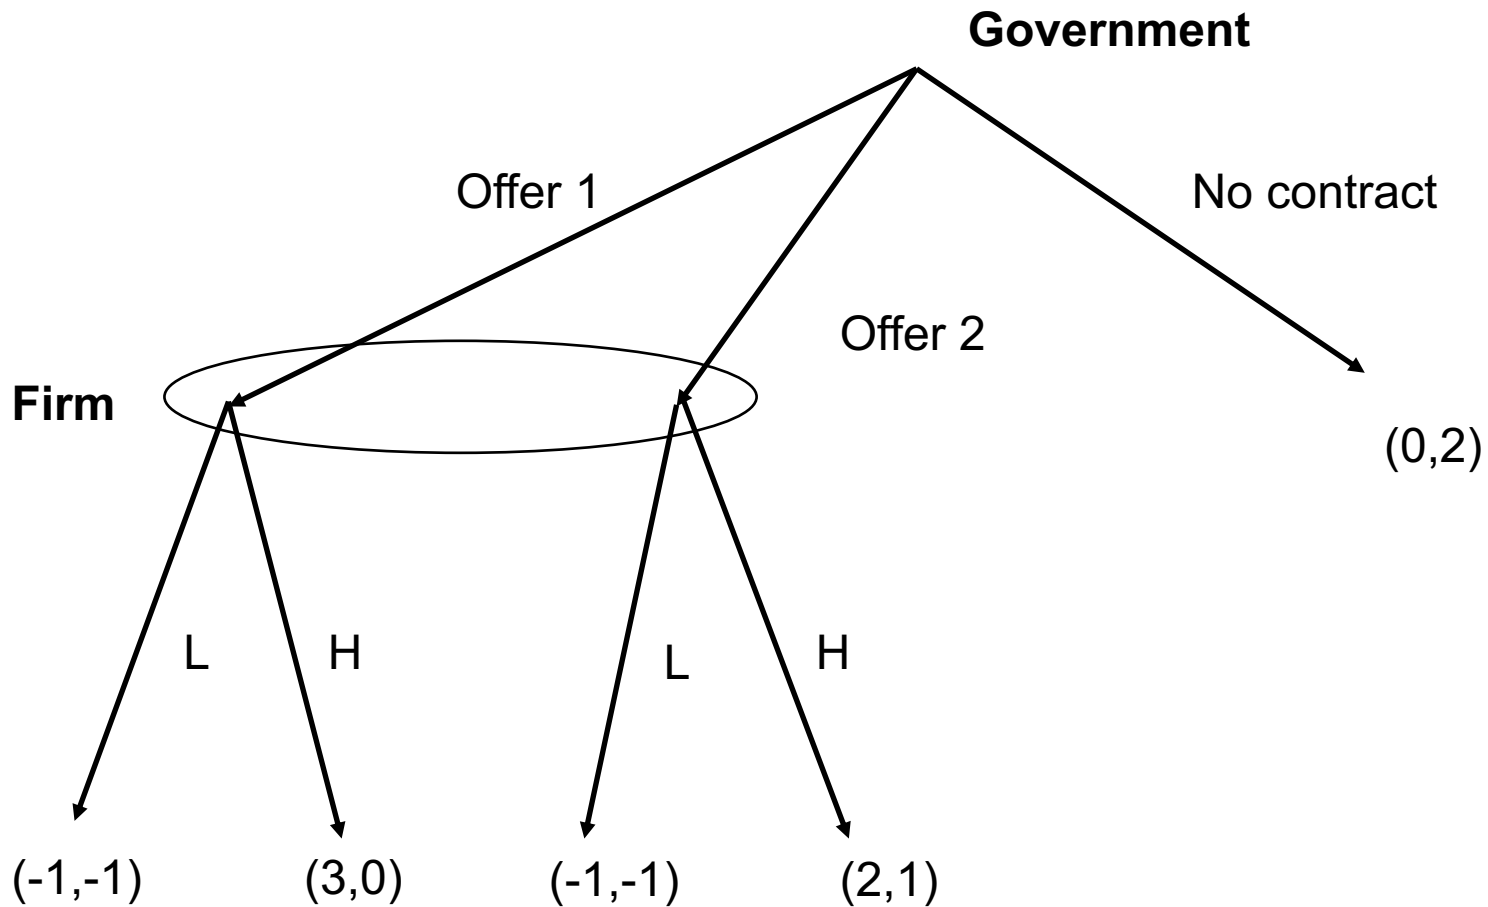 Government
Offer 1
No contract
Offer 2
Firm
(0,2)
L
H
L
H
(-1,-1)
(3,0)
(-1,-1)
(2,1)